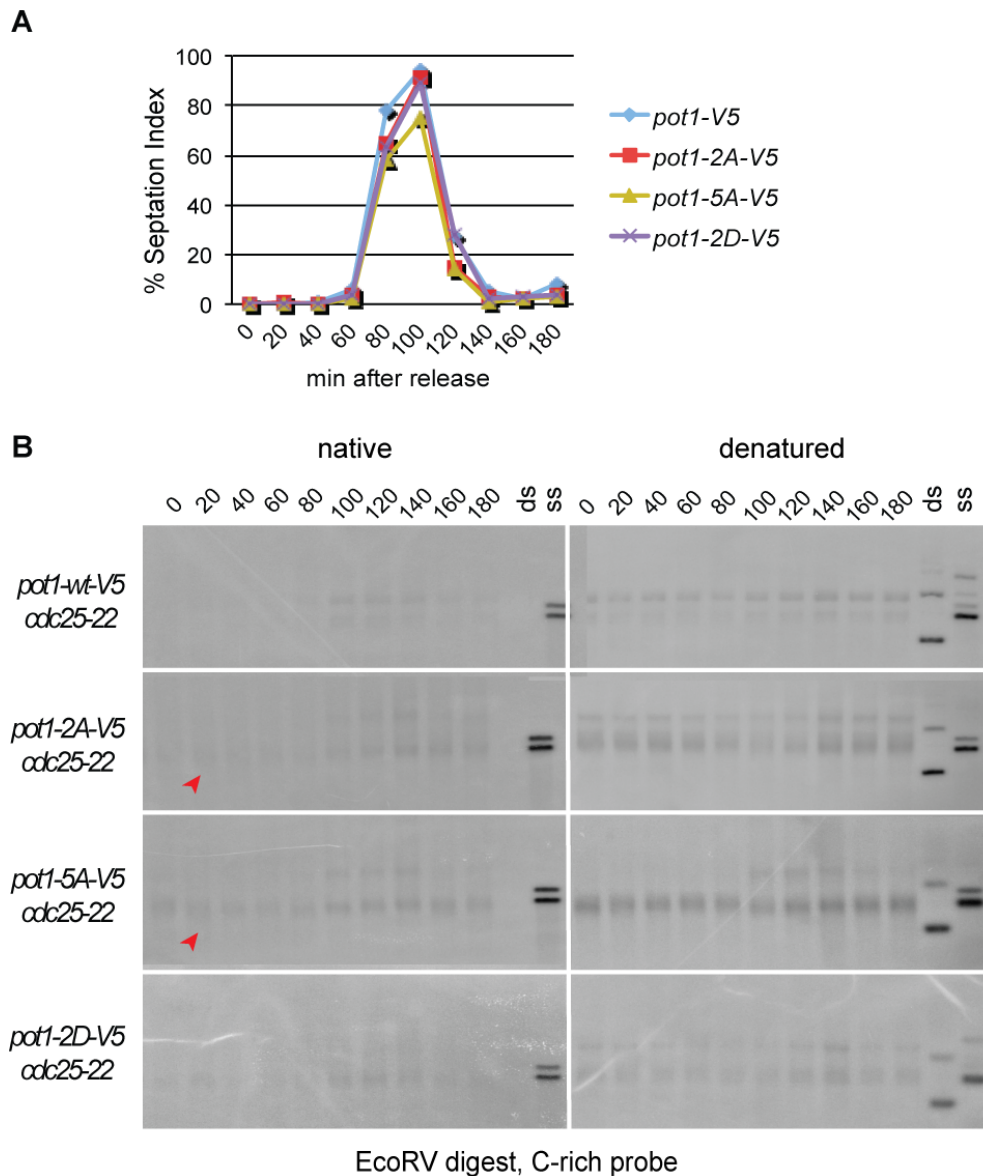 A
100
80
60
40
20
0
% Septation Index
0 20 40 60 80 100 120 140 160 180
min after release
pot1-V5
pot1-2A-V5
pot1-5A-V5
pot1-2D-V5
B
native
denatured
0 20 40 60 80 100 120 140 160 180 ds ss
0 20 40 60 80 100 120 140 160 180 ds ss
pot1-wt-V5
cdc25-22
pot1-2A-V5
cdc25-22
pot1-5A-V5
cdc25-22
pot1-2D-V5
cdc25-22
EcoRV digest, C-rich probe